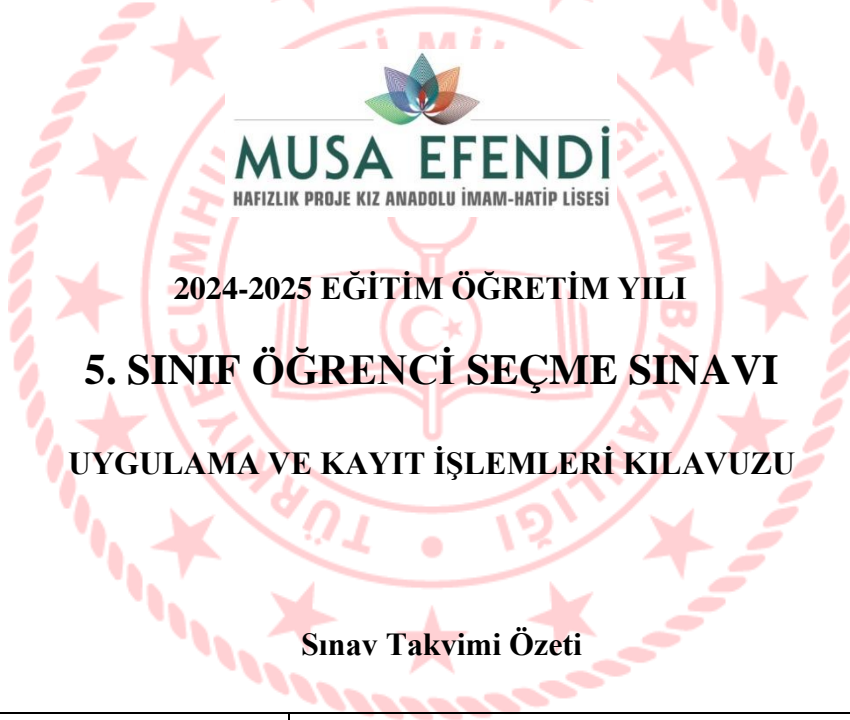 MUSA EFENDİ
HAFIZLIK PROJE KIZ ANADOLU İMAM-HATİP LİSESİ
2024-2025 EĞİTİM ÖĞRETİM YILI
5. SINIF ÖĞRENCİ SEÇME SINAVI
UYGULAMA VE KAYIT İŞLEMLERİ KILAVUZU
Sınav Takvimi Özeti